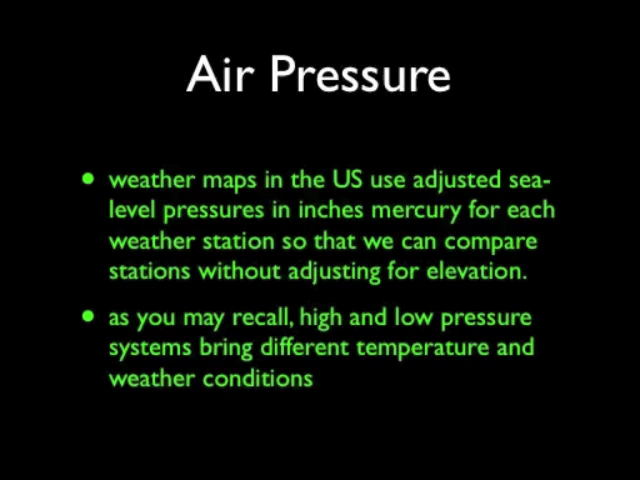 Air Pressure
• weather maps in the US use adjusted sea-
level pressures in inches mercury for each
weather station so that we can compare
stations without adjusting for elevation.
• as you may recall, high and low pressure
systems bring different temperature and
weather conditions